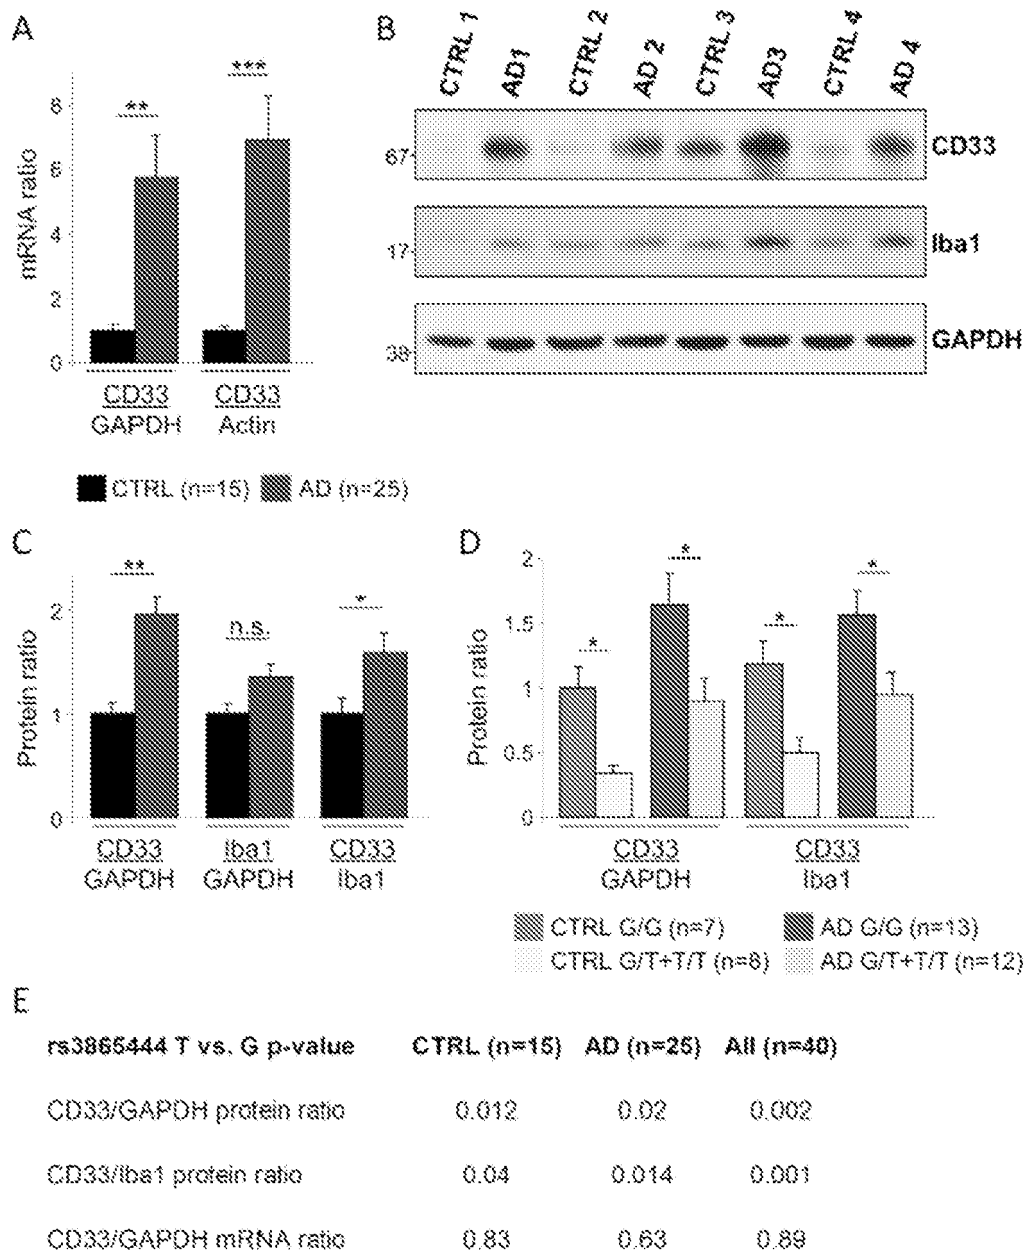 A
***
**
8
6
4
2
0
mRNA ratio
CD33
GAPDH
CD33
Actin
CTRL (n=15)
AD (n=25)
B
CTRL 1
AD1
CTRL 2
AD 2
CTRL 3
AD3
CTRL 4
AD 4
67
CD33
17
Iba1
38
GAPDH
C
**
n.s.
*
2
1
0
Protein ratio
CD33
GAPDH
Iba1
GAPDH
CD33
Iba1
D
2
1.5
1
0.5
0
Protein ratio
*
*
*
*
CD33
GAPDH
CD33
Iba1
CTRL G/G (n=7)
AD G/G (n=13)
CTRL G/T+T/T (n=8)
AD G/T+T/T (n=12)
E
rs3865444 T vs. G p-value CTRL (n=15) AD (n=25) All (n=40)
CD33/GAPDH protein ratio 0.012 0.02 0.002
CD33/Iba1 protein ratio 0.04 0.014 0.001
CD33/GAPDH mRNA ratio 0.83 0.63 0.89